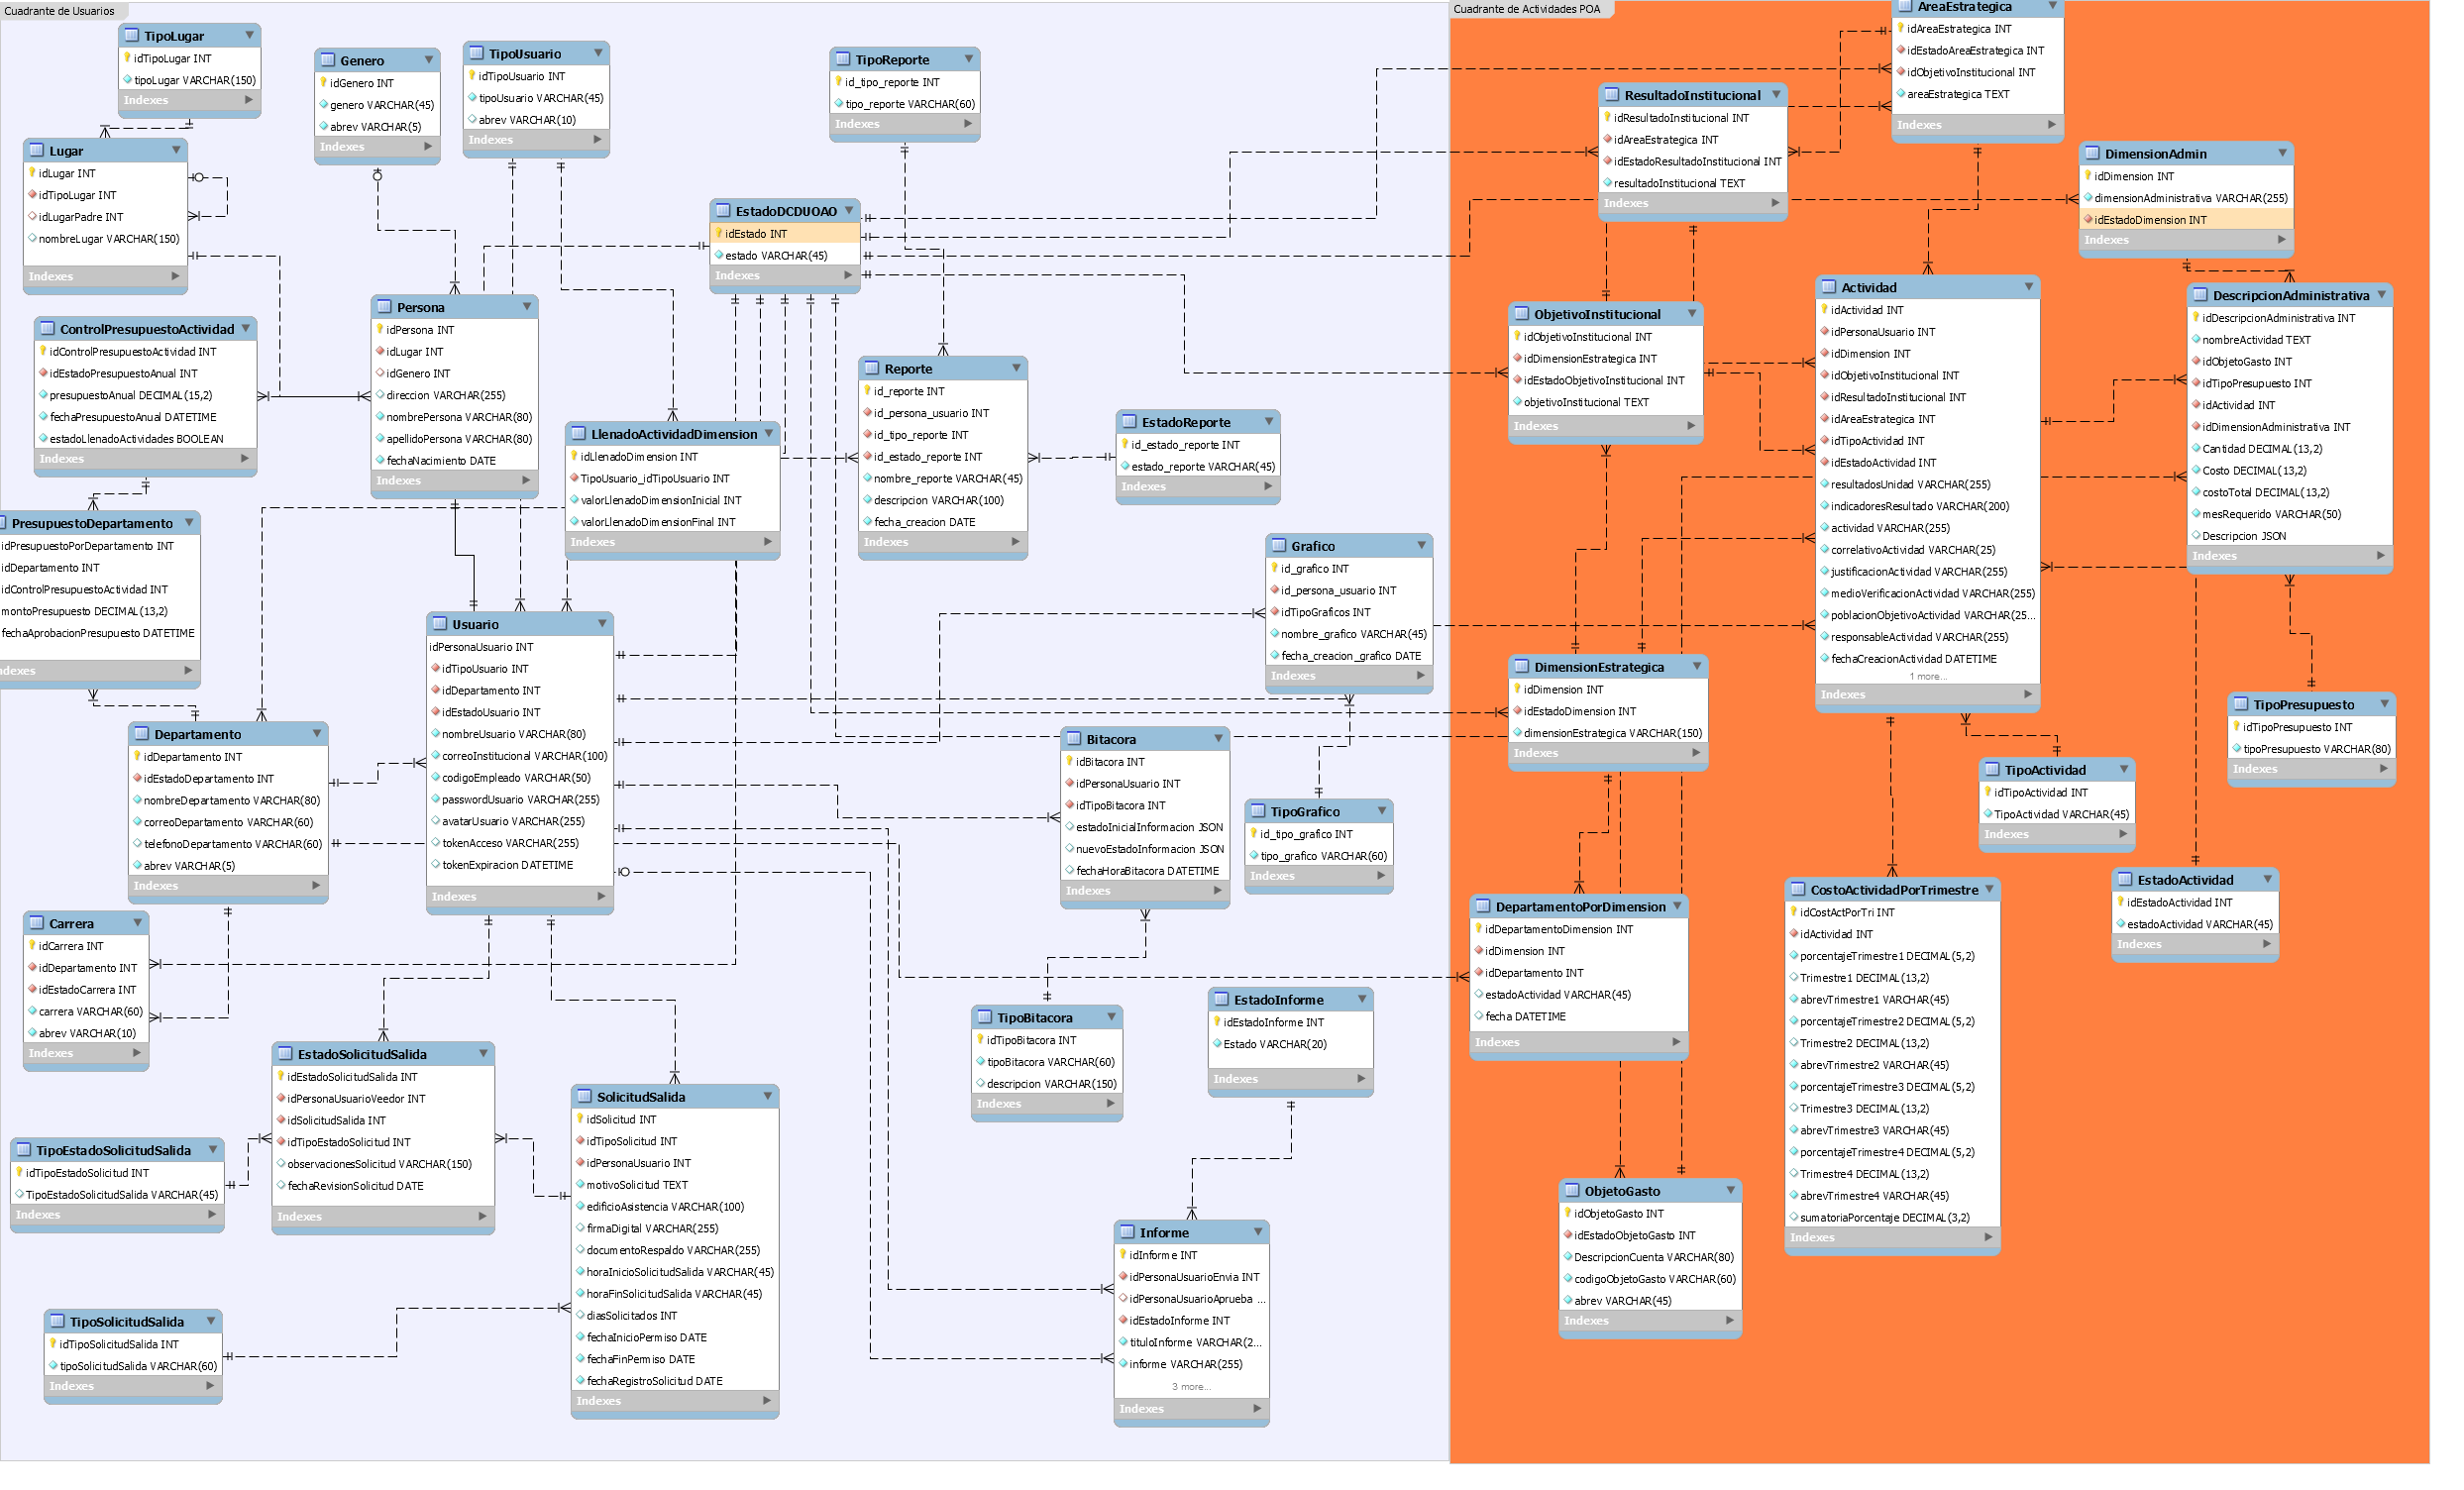 Cuadrante de Usuarios
TipoLugar
idTipoLugar INT
tipoLugar VARCHAR(150)
Indexes
Genero
idGenero INT
genero VARCHAR(45)
abrev VARCHAR(5)
Indexes
TipoUsuario
idTipoUsuario INT
tipoUsuario VARCHAR(45)
abrev VARCHAR(10)
Indexes
TipoReporte
id_tipo_reporte INT
tipo_reporte VARCHAR(60)
Indexes
Lugar
idLugar INT
idTipoLugar INT
idLugarPadre INT
nombreLugar VARCHAR(150)
Indexes
EstadoDCDUOAO
idEstado INT
estado VARCHAR(45)
Indexes
Persona
idPersona INT
idLugar INT
idGenero INT
direccion VARCHAR(255)
nombrePersona VARCHAR(80)
apellidoPersona VARCHAR(80)
fechaNacimiento DATE
Indexes
ControlPresupuestoActividad
idControlPresupuestoActividad INT
idEstadoPresupuestoAnual INT
presupuestoAnual DECIMAL(15,2)
fechaPresupuestoAnual DATETIME
estadoLlenadoActividades BOOLEAN
Indexes
Reporte
id_reporte INT
id_persona_usuario INT
id_tipo_reporte INT
id_estado_reporte INT
nombre_reporte VARCHAR(45)
descripcion VARCHAR(100)
fecha_creacion DATE
Indexes
LlenadoActividadDimension
idLlenadoDimension INT
TipoUsuario_idTipoUsuario INT
valorLlenadoDimensionInicial INT
valorLlenadoDimensionFinal INT
Indexes
EstadoReporte
id_estado_reporte INT
estado_reporte VARCHAR(45)
Indexes
PresupuestoDepartamento
idPresupuestoPorDepartamento INT
idDepartamento INT
idControlPresupuestoActividad INT
montoPresupuesto DECIMAL(13,2)
fechaAprobacionPresupuesto DATETIME
Indexes
Grafico
id_grafico INT
id_persona_usuario INT
idTipoGraficos INT
nombre_grafico VARCHAR(45)
fecha_creacion_grafico DATE
Indexes
Usuario
idPersonaUsuario INT
idTipoUsuario INT
idDepartamento INT
idEstadoUsuario INT
nombreUsuario VARCHAR(80)
correoInstitucional VARCHAR(100)
codigoEmpleado VARCHAR(50)
passwordUsuario VARCHAR(255)
avatarUsuario VARCHAR(255)
tokenAcceso VARCHAR(255)
tokenExpiracion DATETIME
Indexes
Departamento
idDepartamento INT
idEstadoDepartamento INT
nombreDepartamento VARCHAR(80)
correoDepartamento VARCHAR(60)
telefonoDepartamento VARCHAR(60)
abrev VARCHAR(5)
Indexes
Bitacora
idBitacora INT
idPersonaUsuario INT
idTipoBitacora INT
estadoInicialInformacion JSON
nuevoEstadoInformacion JSON
fechaHoraBitacora DATETIME
Indexes
TipoGrafico
id_tipo_grafico INT
tipo_grafico VARCHAR(60)
Indexes
Carrera
idCarrera INT
idDepartamento INT
idEstadoCarrera INT
carrera VARCHAR(60)
abrev VARCHAR(10)
Indexes
TipoBitacora
idTipoBitacora INT
tipoBitacora VARCHAR(60)
descripcion VARCHAR(150)
Indexes
EstadoInforme
idEstadoInforme INT
Estado VARCHAR(20)
Indexes
EstadoSolicitudSalida
idEstadoSolicitudSalida INT
idPersonaUsuarioVeedor INT
idSolicitudSalida INT
idTipoEstadoSolicitud INT
observacionesSolicitud VARCHAR(150)
fechaRevisionSolicitud DATE
Indexes
SolicitudSalida
idSolicitud INT
idTipoSolicitud INT
idPersonaUsuario INT
motivoSolicitud TEXT
edificioAsistencia VARCHAR(100)
firmaDigital VARCHAR(255)
documentoRespaldo VARCHAR(255)
horaInicioSolicitudSalida VARCHAR(45)
horaFinSolicitudSalida VARCHAR(45)
diasSolicitados INT
fechaInicioPermiso DATE
fechaFinPermiso DATE
fechaRegistroSolicitud DATE
Indexes
TipoEstadoSolicitudSalida
idTipoEstadoSolicitud INT
TipoEstadoSolicitudSalida VARCHAR(45)
Indexes
Informe
idInforme INT
idPersonaUsuarioEnvia INT
idPersonaUsuarioAprueba ...
idEstadoInforme INT
tituloInforme VARCHAR(2...
informe VARCHAR(255)
3 more...
Indexes
TipoSolicitudSalida
idTipoSolicitudSalida INT
tipoSolicitudSalida VARCHAR(60)
Indexes
Cuadrante de Actividades POA
AreaEstrategica
idAreaEstrategica INT
idEstadoAreaEstrategica INT
idObjetivoInstitucional INT
areaEstrategica TEXT
Indexes
ResultadoInstitucional
idResultadoInstitucional INT
idAreaEstrategica INT
idEstadoResultadoInstitucional INT
resultadoInstitucional TEXT
Indexes
DimensionAdmin
idDimension INT
dimensionAdministrativa VARCHAR(255)
idEstadoDimension INT
Indexes
Actividad
idActividad INT
idPersonaUsuario INT
idDimension INT
idObjetivoInstitucional INT
idResultadoInstitucional INT
idAreaEstrategica INT
idTipoActividad INT
idEstadoActividad INT
resultadosUnidad VARCHAR(255)
indicadoresResultado VARCHAR(200)
actividad VARCHAR(255)
correlativoActividad VARCHAR(25)
justificacionActividad VARCHAR(255)
medioVerificacionActividad VARCHAR(255)
poblacionObjetivoActividad VARCHAR(25...
responsableActividad VARCHAR(255)
fechaCreacionActividad DATETIME
1 more...
Indexes
DescripcionAdministrativa
idDescripcionAdministrativa INT
nombreActividad TEXT
idObjetoGasto INT
idTipoPresupuesto INT
idActividad INT
idDimensionAdministrativa INT
Cantidad DECIMAL(13,2)
Costo DECIMAL(13,2)
costoTotal DECIMAL(13,2)
mesRequerido VARCHAR(50)
Descripcion JSON
Indexes
ObjetivoInstitucional
idObjetivoInstitucional INT
idDimensionEstrategica INT
idEstadoObjetivoInstitucional INT
objetivoInstitucional TEXT
Indexes
DimensionEstrategica
idDimension INT
idEstadoDimension INT
dimensionEstrategica VARCHAR(150)
Indexes
TipoPresupuesto
idTipoPresupuesto INT
tipoPresupuesto VARCHAR(80)
Indexes
TipoActividad
idTipoActividad INT
TipoActividad VARCHAR(45)
Indexes
EstadoActividad
idEstadoActividad INT
estadoActividad VARCHAR(45)
Indexes
DepartamentoPorDimension
idDepartamentoDimension INT
idDimension INT
idDepartamento INT
estadoActividad VARCHAR(45)
fecha DATETIME
Indexes
CostoActividadPorTrimestre
idCostActPorTri INT
idActividad INT
porcentajeTrimestre1 DECIMAL(5,2)
Trimestre1 DECIMAL(13,2)
abrevTrimestre1 VARCHAR(45)
porcentajeTrimestre2 DECIMAL(5,2)
Trimestre2 DECIMAL(13,2)
abrevTrimestre2 VARCHAR(45)
porcentajeTrimestre3 DECIMAL(5,2)
Trimestre3 DECIMAL(13,2)
abrevTrimestre3 VARCHAR(45)
porcentajeTrimestre4 DECIMAL(5,2)
Trimestre4 DECIMAL(13,2)
abrevTrimestre4 VARCHAR(45)
sumatoriaPorcentaje DECIMAL(3,2)
Indexes
ObjetoGasto
idObjetoGasto INT
idEstadoObjetoGasto INT
DescripcionCuenta VARCHAR(80)
codigoObjetoGasto VARCHAR(60)
abrev VARCHAR(45)
Indexes